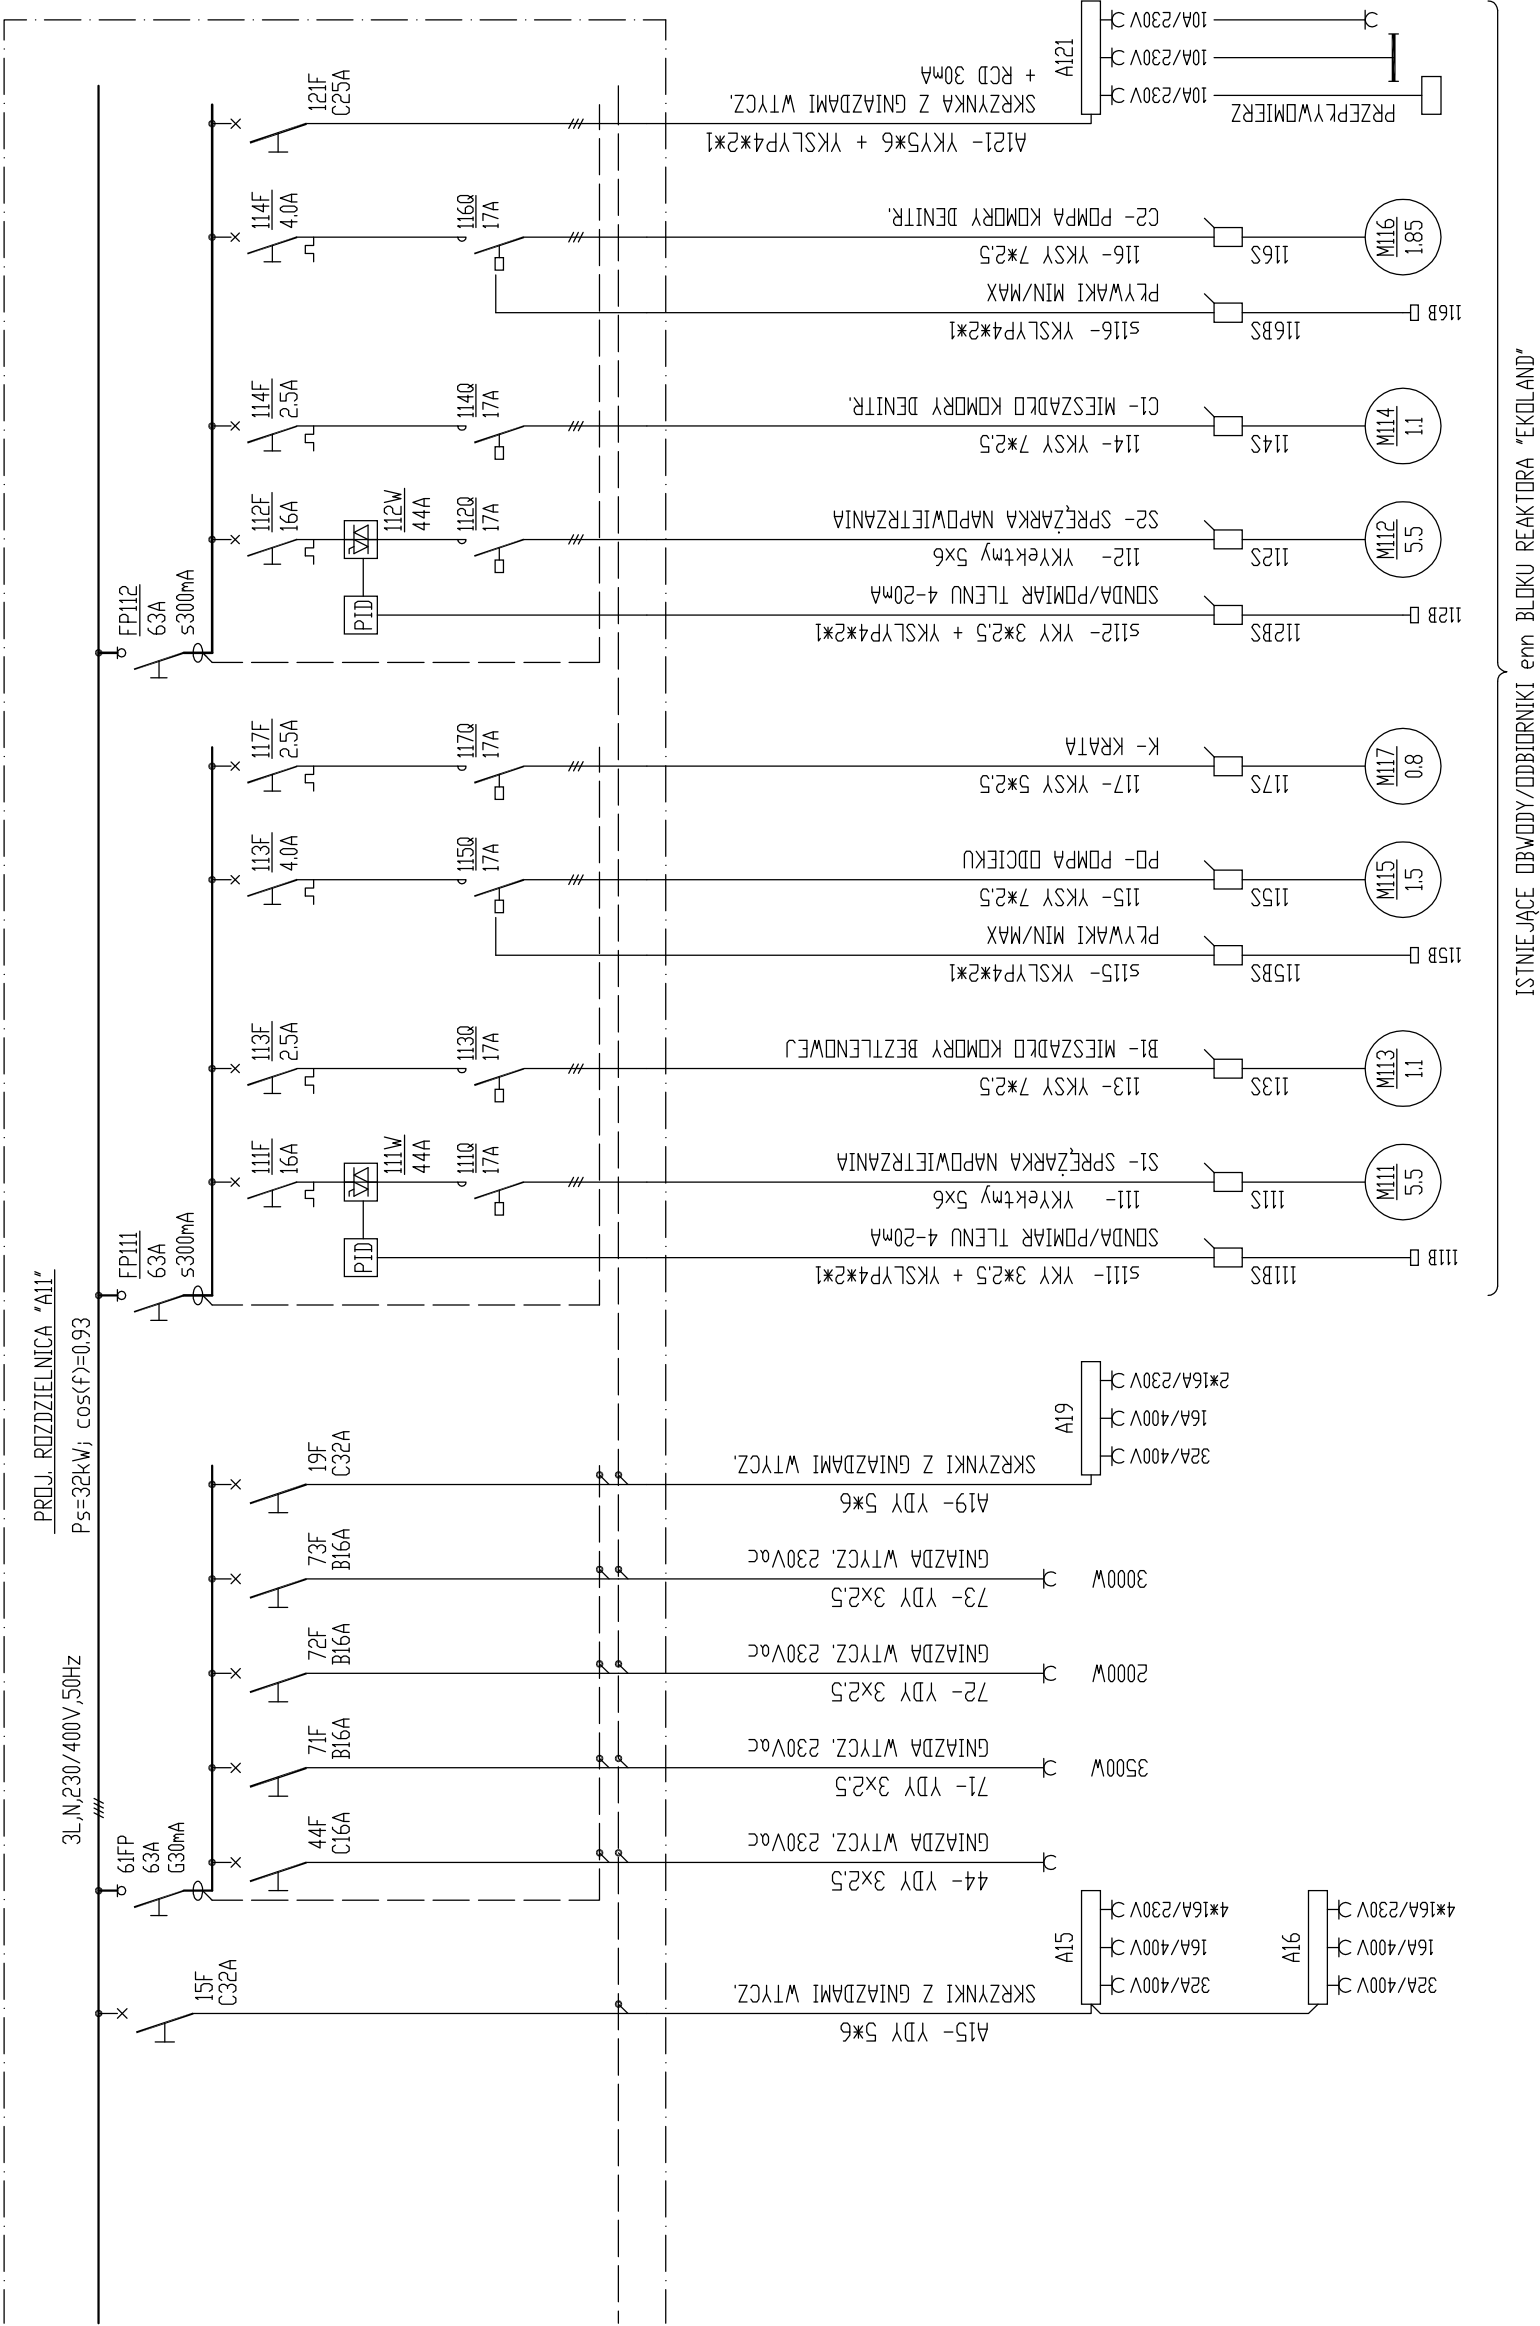 PROJ. ROZDZIELNICA "A11"
Ps=32kW; cos(f)=0.93
3L,N,230/400V,50Hz
15F
C32A
A15- YDY 5*6
SKRZYNKI Z GNIAZDAMI WTYCZ.
A15
32A/400V
16A/400V
4*16A/230V
A16
32A/400V
16A/400V
4*16A/230V
61FP
63A
G30mA
44F
C16A
44- YDY 3x2.5
GNIAZDA WTYCZ. 230Vac
71F
B16A
71- YDY 3x2.5
GNIAZDA WTYCZ. 230Vac
3500W
72F
B16A
72- YDY 3x2.5
GNIAZDA WTYCZ. 230Vac
2000W
73F
B16A
73- YDY 3x2.5
GNIAZDA WTYCZ. 230Vac
3000W
19F
C32A
A19- YDY 5*6
SKRZYNKI Z GNIAZDAMI WTYCZ.
A19
32A/400V
16A/400V
2*16A/230V
FP111
63A
s300mA
PID
s111- YKY 3*2.5 + YKSLYP4*2*1
SONDA/POMIAR TLENU 4-20mA
111BS
111B
111F
16A
111W
44A
111Q
17A
111- YKYektmy 5x6
S1- SPRĘŻARKA NAPOWIETRZANIA
111S
M111
5.5
113F
2.5A
113Q
17A
113- YKSY 7*2.5
B1- MIESZADŁO KOMORY BEZTLENOWEJ
113S
M113
1.1
s115- YKSLYP4*2*1
PŁYWAKI MIN/MAX
115BS
115B
113F
4.0A
115Q
17A
115- YKSY 7*2.5
PO- POMPA ODCIEKU
115S
M115
1.5
117F
2.5A
117Q
17A
117- YKSY 5*2.5
K- KRATA
117S
M117
0.8
FP112
63A
s300mA
PID
s112- YKY 3*2.5 + YKSLYP4*2*1
SONDA/POMIAR TLENU 4-20mA
112BS
112B
112F
16A
112W
44A
112Q
17A
112- YKYektmy 5x6
S2- SPRĘŻARKA NAPOWIETRZANIA
112S
M112
5.5
114F
2.5A
114Q
17A
114- YKSY 7*2.5
C1- MIESZADŁO KOMORY DENITR.
114S
M114
1.1
s116- YKSLYP4*2*1
PŁYWAKI MIN/MAX
116BS
116B
114F
4.0A
116Q
17A
116- YKSY 7*2.5
C2- POMPA KOMORY DENITR.
116S
M116
1.85
121F
C25A
A121- YKY5*6 + YKSLYP4*2*1
SKRZYNKA Z GNIAZDAMI WTYCZ.
+ RCD 30mA
A121
10A/230V
10A/230V
10A/230V
PRZEPŁYWOMIERZ
ISTNIEJĄCE OBWODY/ODBIORNIKI enn BLOKU REAKTORA "EKOLAND"